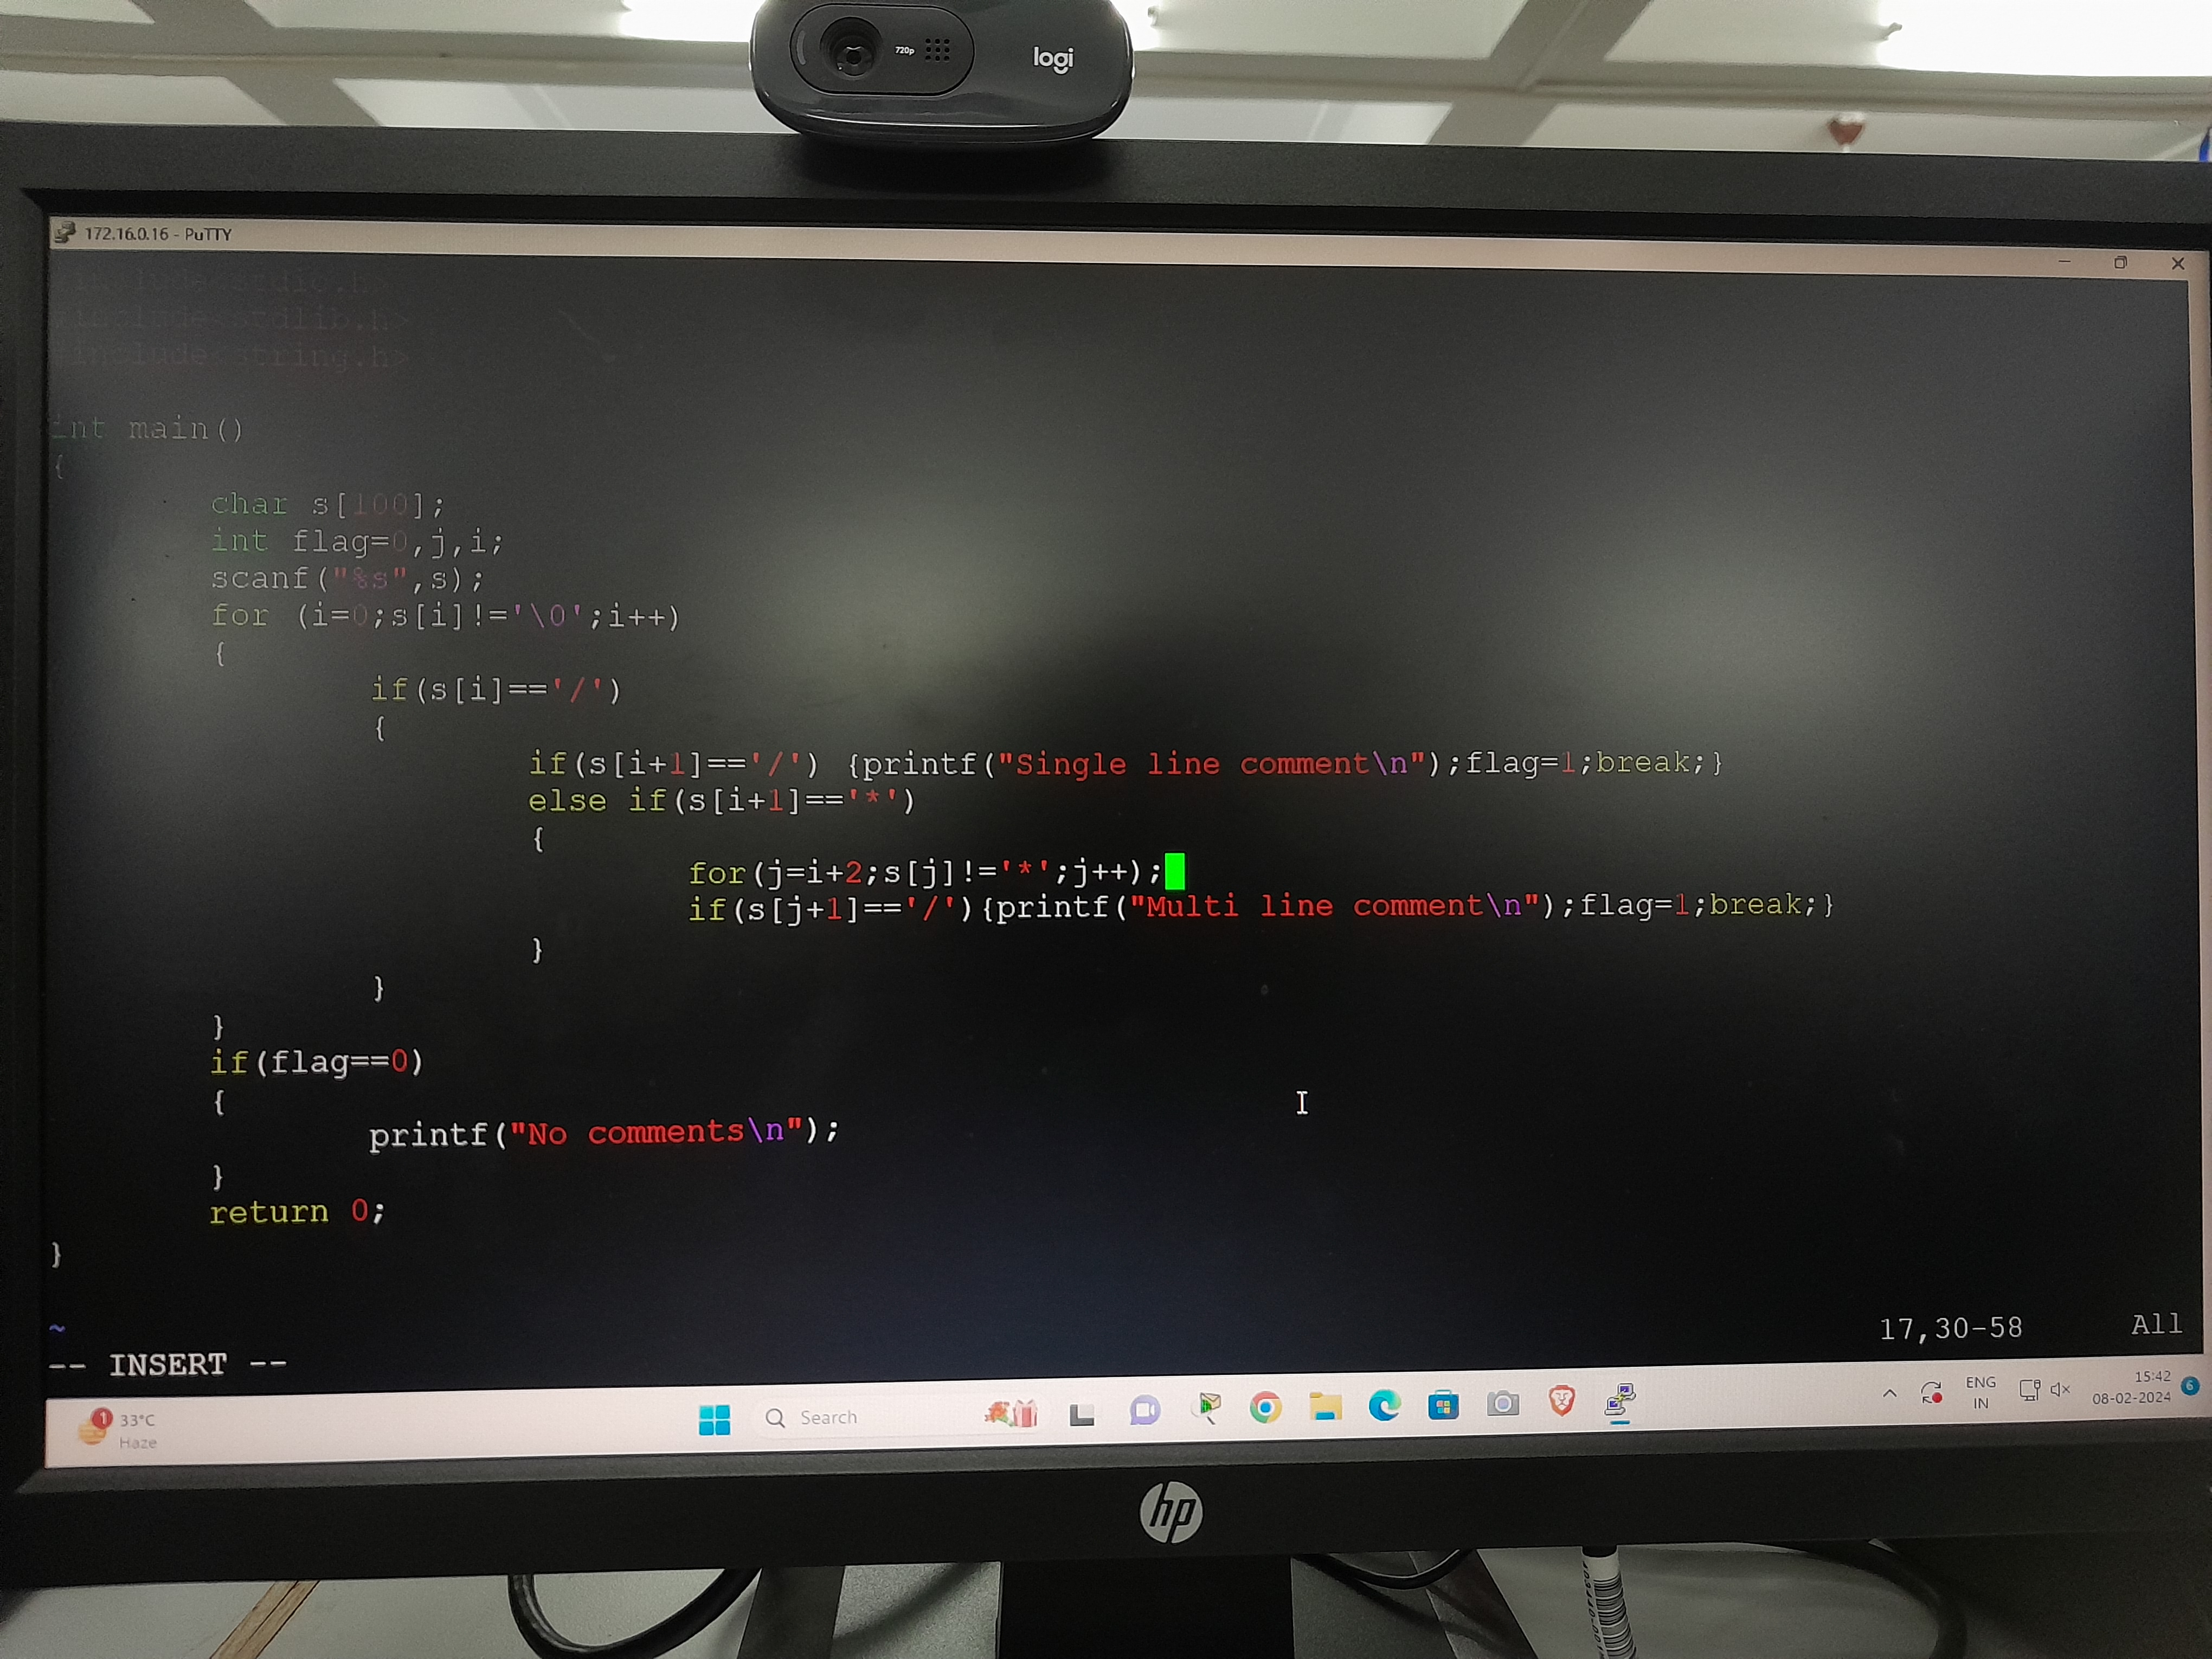 720p logi
172.16.0.16 - PuTTY
#include<stdio.h>
#include<stdlib.h>
#include<string.h>
int main()
{
char s[100];
int flag=0,j,i;
scanf("%s",s);
for (i=0;s[i]!='\0';i++)
{
if(s[i]=='/')
{
if(s[i+1]=='/') {printf("Single line comment\n");flag=1;break;}
else if(s[i+1]=='*')
{
for(j=i+2;s[j]!='*';j++);
if(s[j+1]=='/'){printf("Multi line comment\n");flag=1;break;}
}
}
}
if(flag==0)
{
printf("No comments\n");
}
return 0;
}
~
17,30-58 All
-- INSERT --
1 33°C
Haze
Search
ENG
IN
15:42
08-02-2024
6
hp